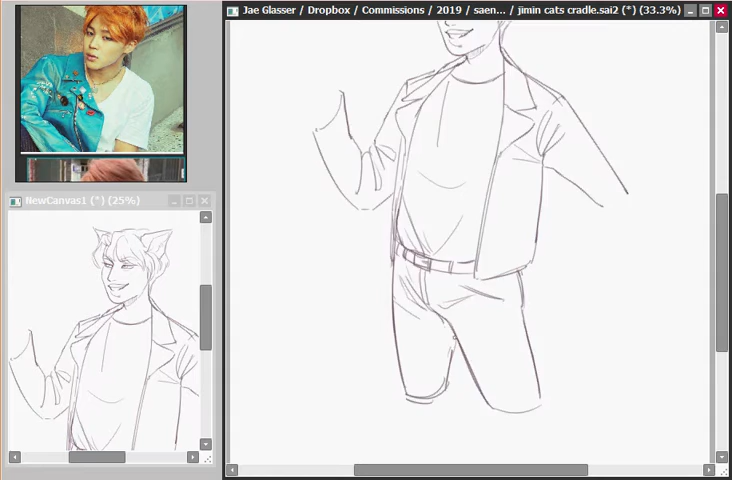 Jae Glasser / Dropbox / Commissions / 2019 / saen... / jimin cats cradle.sai2 (*) (33.3%)
NewCanvas1 (*) (25%)